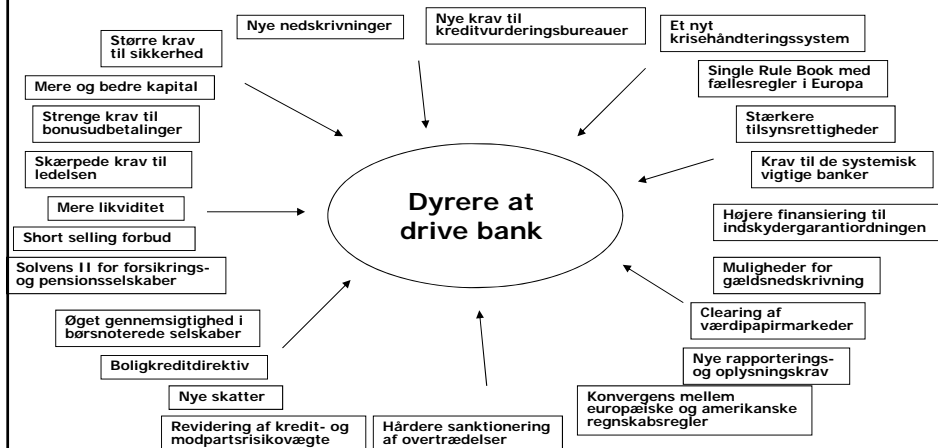 Nye nedskrivninger
Nye krav til
kreditvurderingsbureauer
Et nyt
krisehåndteringssystem
Større krav
til sikkerhed
Single Rule Book med
fællesregler i Europa
Mere og bedre kapital
Strenge krav til
bonusudbetalinger
Stærkere
tilsynsrettigheder
Skærpede krav til
ledelsen
Krav til de systemisk
vigtige banker
Dyrere at
drive bank
Mere likviditet
Højere finansiering til
indskydergarantiordningen
Short selling forbud
Solvens II for forsikrings-
og pensionsselskaber
Muligheder for
gældsnedskrivning
Øget gennemsigtighed i
børsnoterede selskaber
Clearing af
værdipapirmarkeder
Boligkreditdirektiv
Nye rapporterings-
og oplysningskrav
Nye skatter
Konvergens mellem
europæiske og amerikanske
regnskabsregler
Revidering af kredit- og
modpartsrisikovægte
Hårdere sanktionering
af overtrædelser